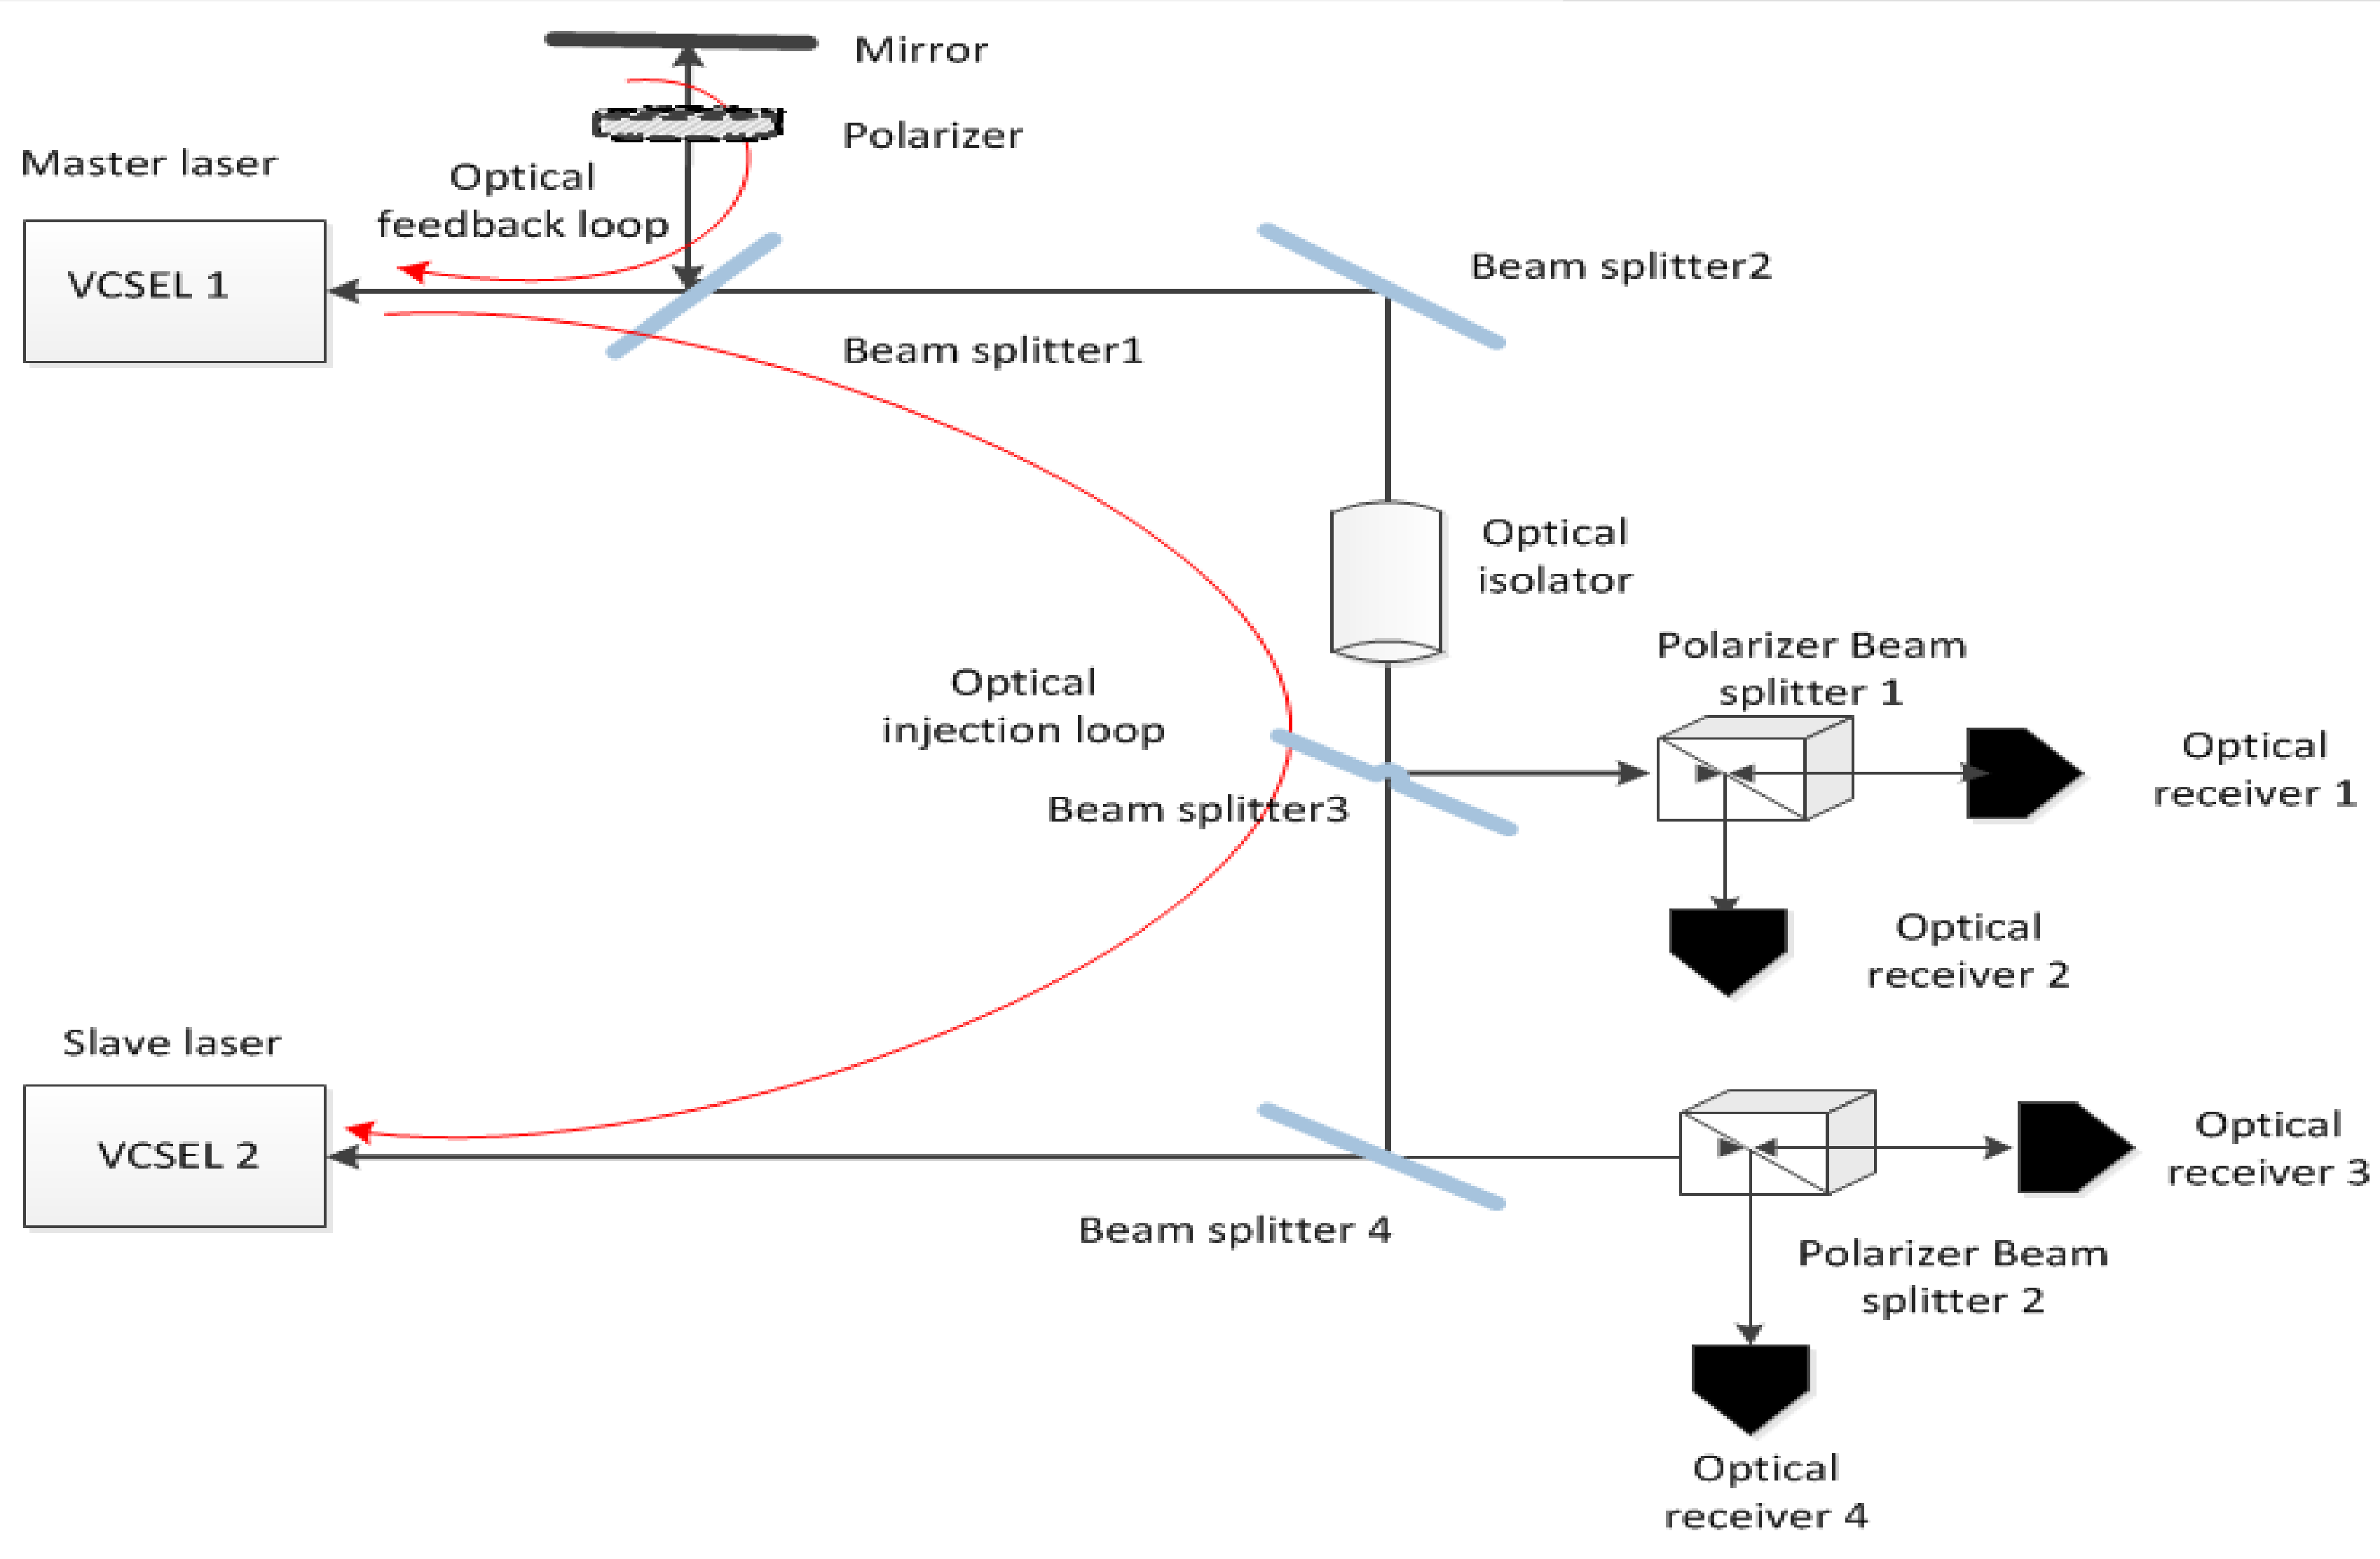 Mirror
Polarizer
Master laser
Optical
feedback loop
VCSEL 1
Beam splitter2
Beam splitter1
Optical
isolator
Polarizer Beam
splitter 1
Optical
injection loop
Optical
receiver 1
Beam splitter3
Optical
receiver 2
Slave laser
VCSEL 2
Optical
receiver 3
Beam splitter 4
Polarizer Beam
splitter 2
Optical
receiver 4